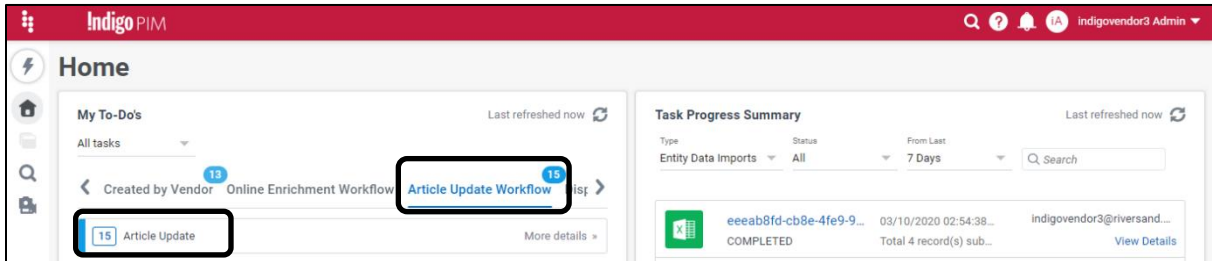 !ndigo PIM
iA indigovendor3 Admin
Home
My To-Do's
Last refreshed now
All tasks
13
15
Created by Vendor Online Enrichment Workflow Article Update Workflow Disp
15 Article Update
More details »
Task Progress Summary
Last refreshed now
Type Status From Last
Entity Data Imports All 7 Days Search
eeeab8fd-cb8e-4fe9-9... 03/10/2020 02:54:38... indigovendor3@riversand....
COMPLETED Total 4 record(s) sub... View Details